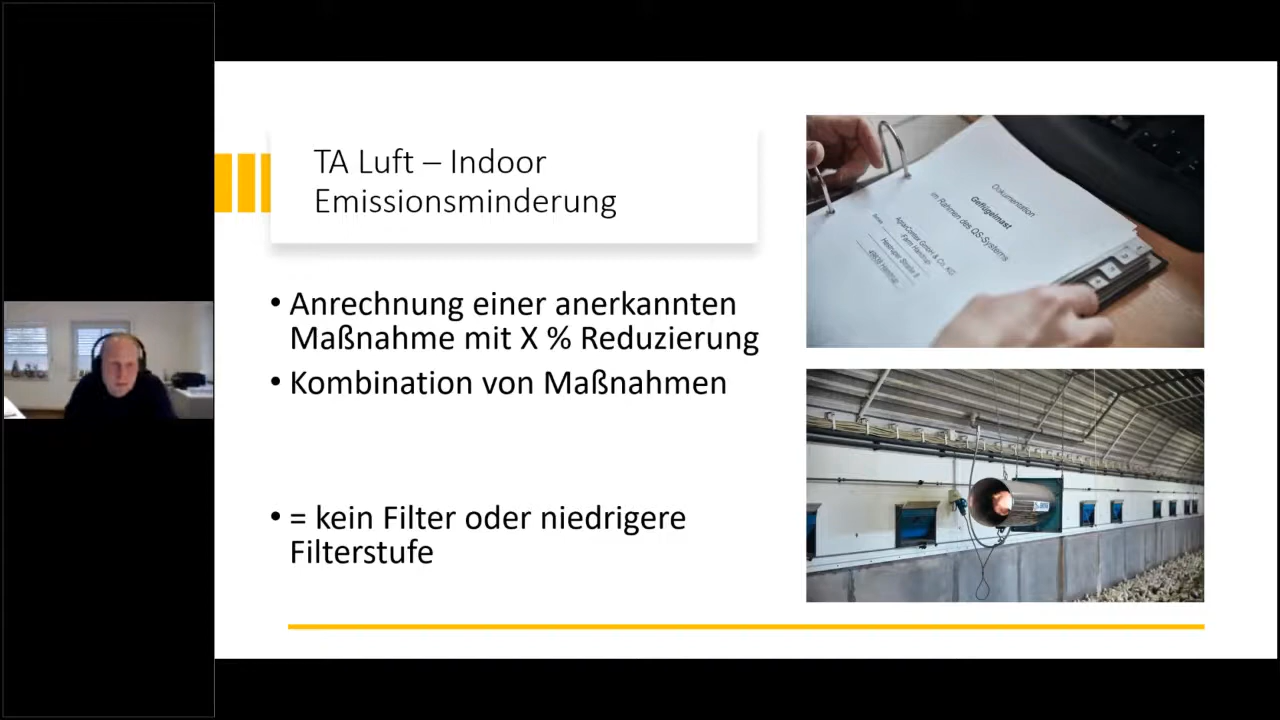 TA Luft – Indoor
Emissionsminderung
• Anrechnung einer anerkannten
Maßnahme mit X % Reduzierung
• Kombination von Maßnahmen
• = kein Filter oder niedrigere
Filterstufe
Dokumentation
Geflügelmast
im Rahmen des QS-Systems